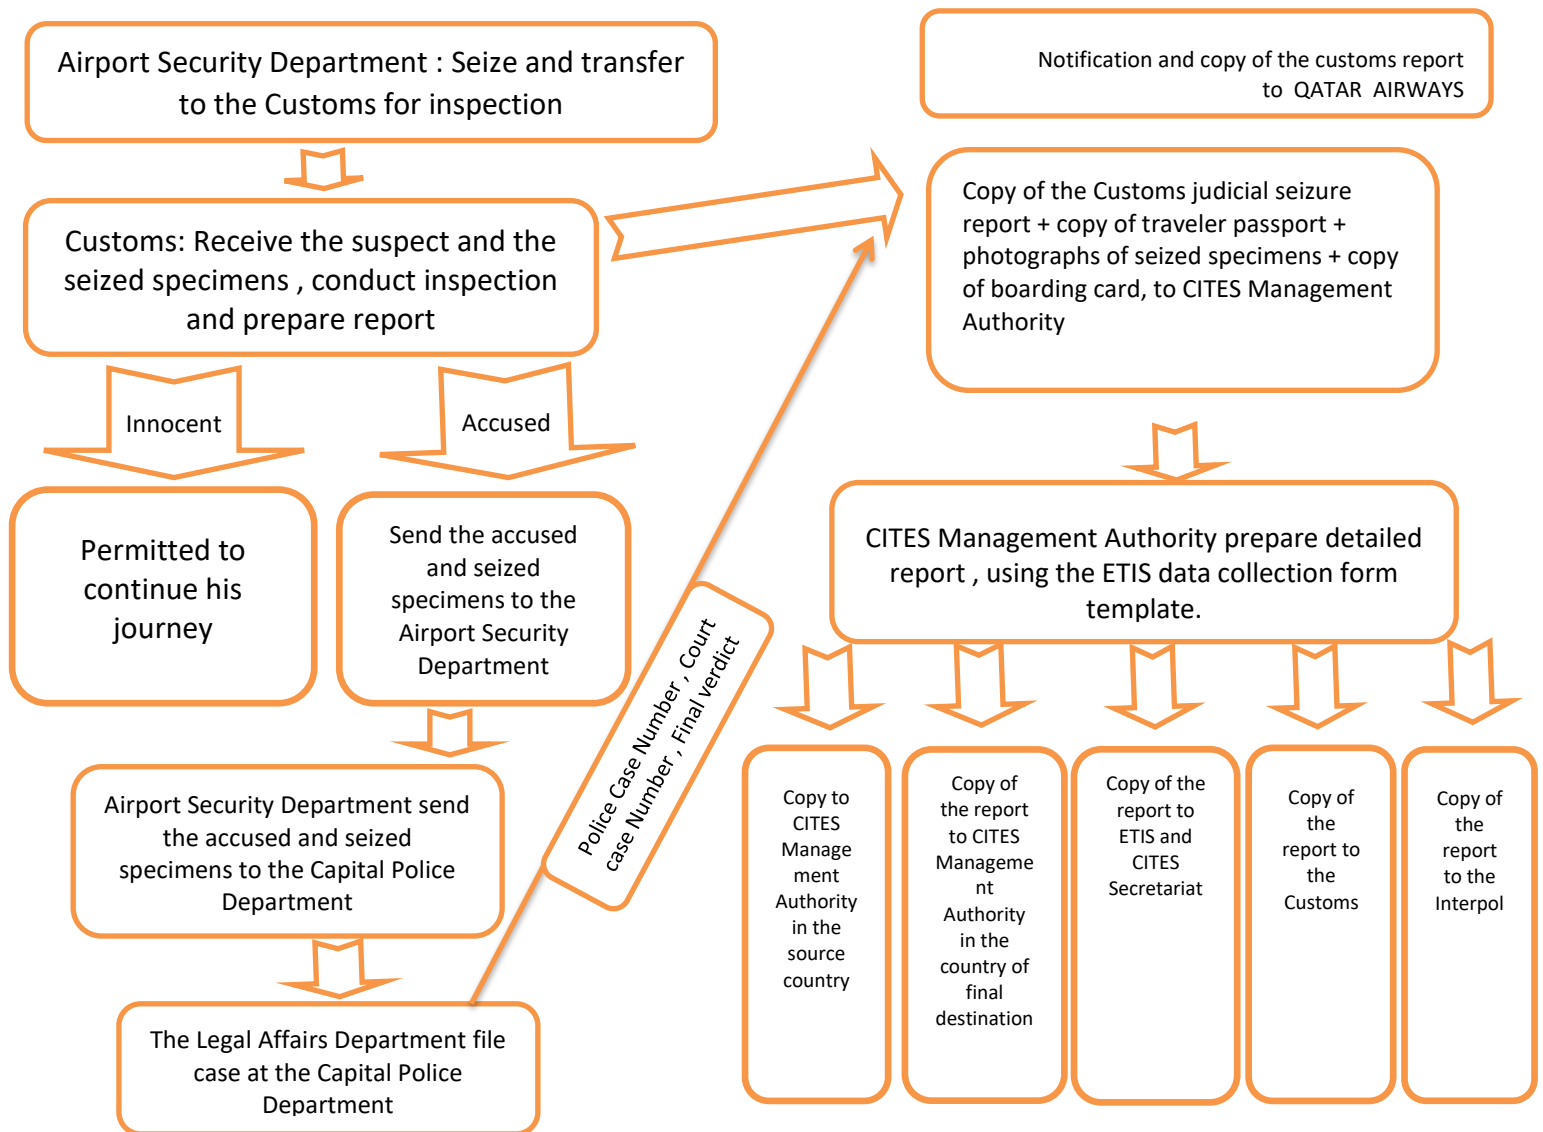 Airport Security Department : Seize and transfer
to the Customs for inspection
Notification and copy of the customs report
to QATAR AIRWAYS
Copy of the Customs judicial seizure
report + copy of traveler passport +
photographs of seized specimens + copy
of boarding card, to CITES Management
Authority
Customs: Receive the suspect and the
seized specimens , conduct inspection
and prepare report
Innocent
Accused
Permitted to
continue his
journey
Send the accused
and seized
specimens to the
Airport Security
Department
CITES Management Authority prepare detailed
report , using the ETIS data collection form
template.
Police Case Number , Court
case Number , Final verdict
Airport Security Department send
the accused and seized
specimens to the Capital Police
Department
The Legal Affairs Department file
case at the Capital Police
Department
Copy to
CITES
Manage
ment
Authority
in the
source
country
Copy of
the report
to CITES
Manageme
nt
Authority
in the
country of
final
destination
Copy of the
report to
ETIS and
CITES
Secretariat
Copy of
the
report to
the
Customs
Copy of
the
report
to the
Interpol